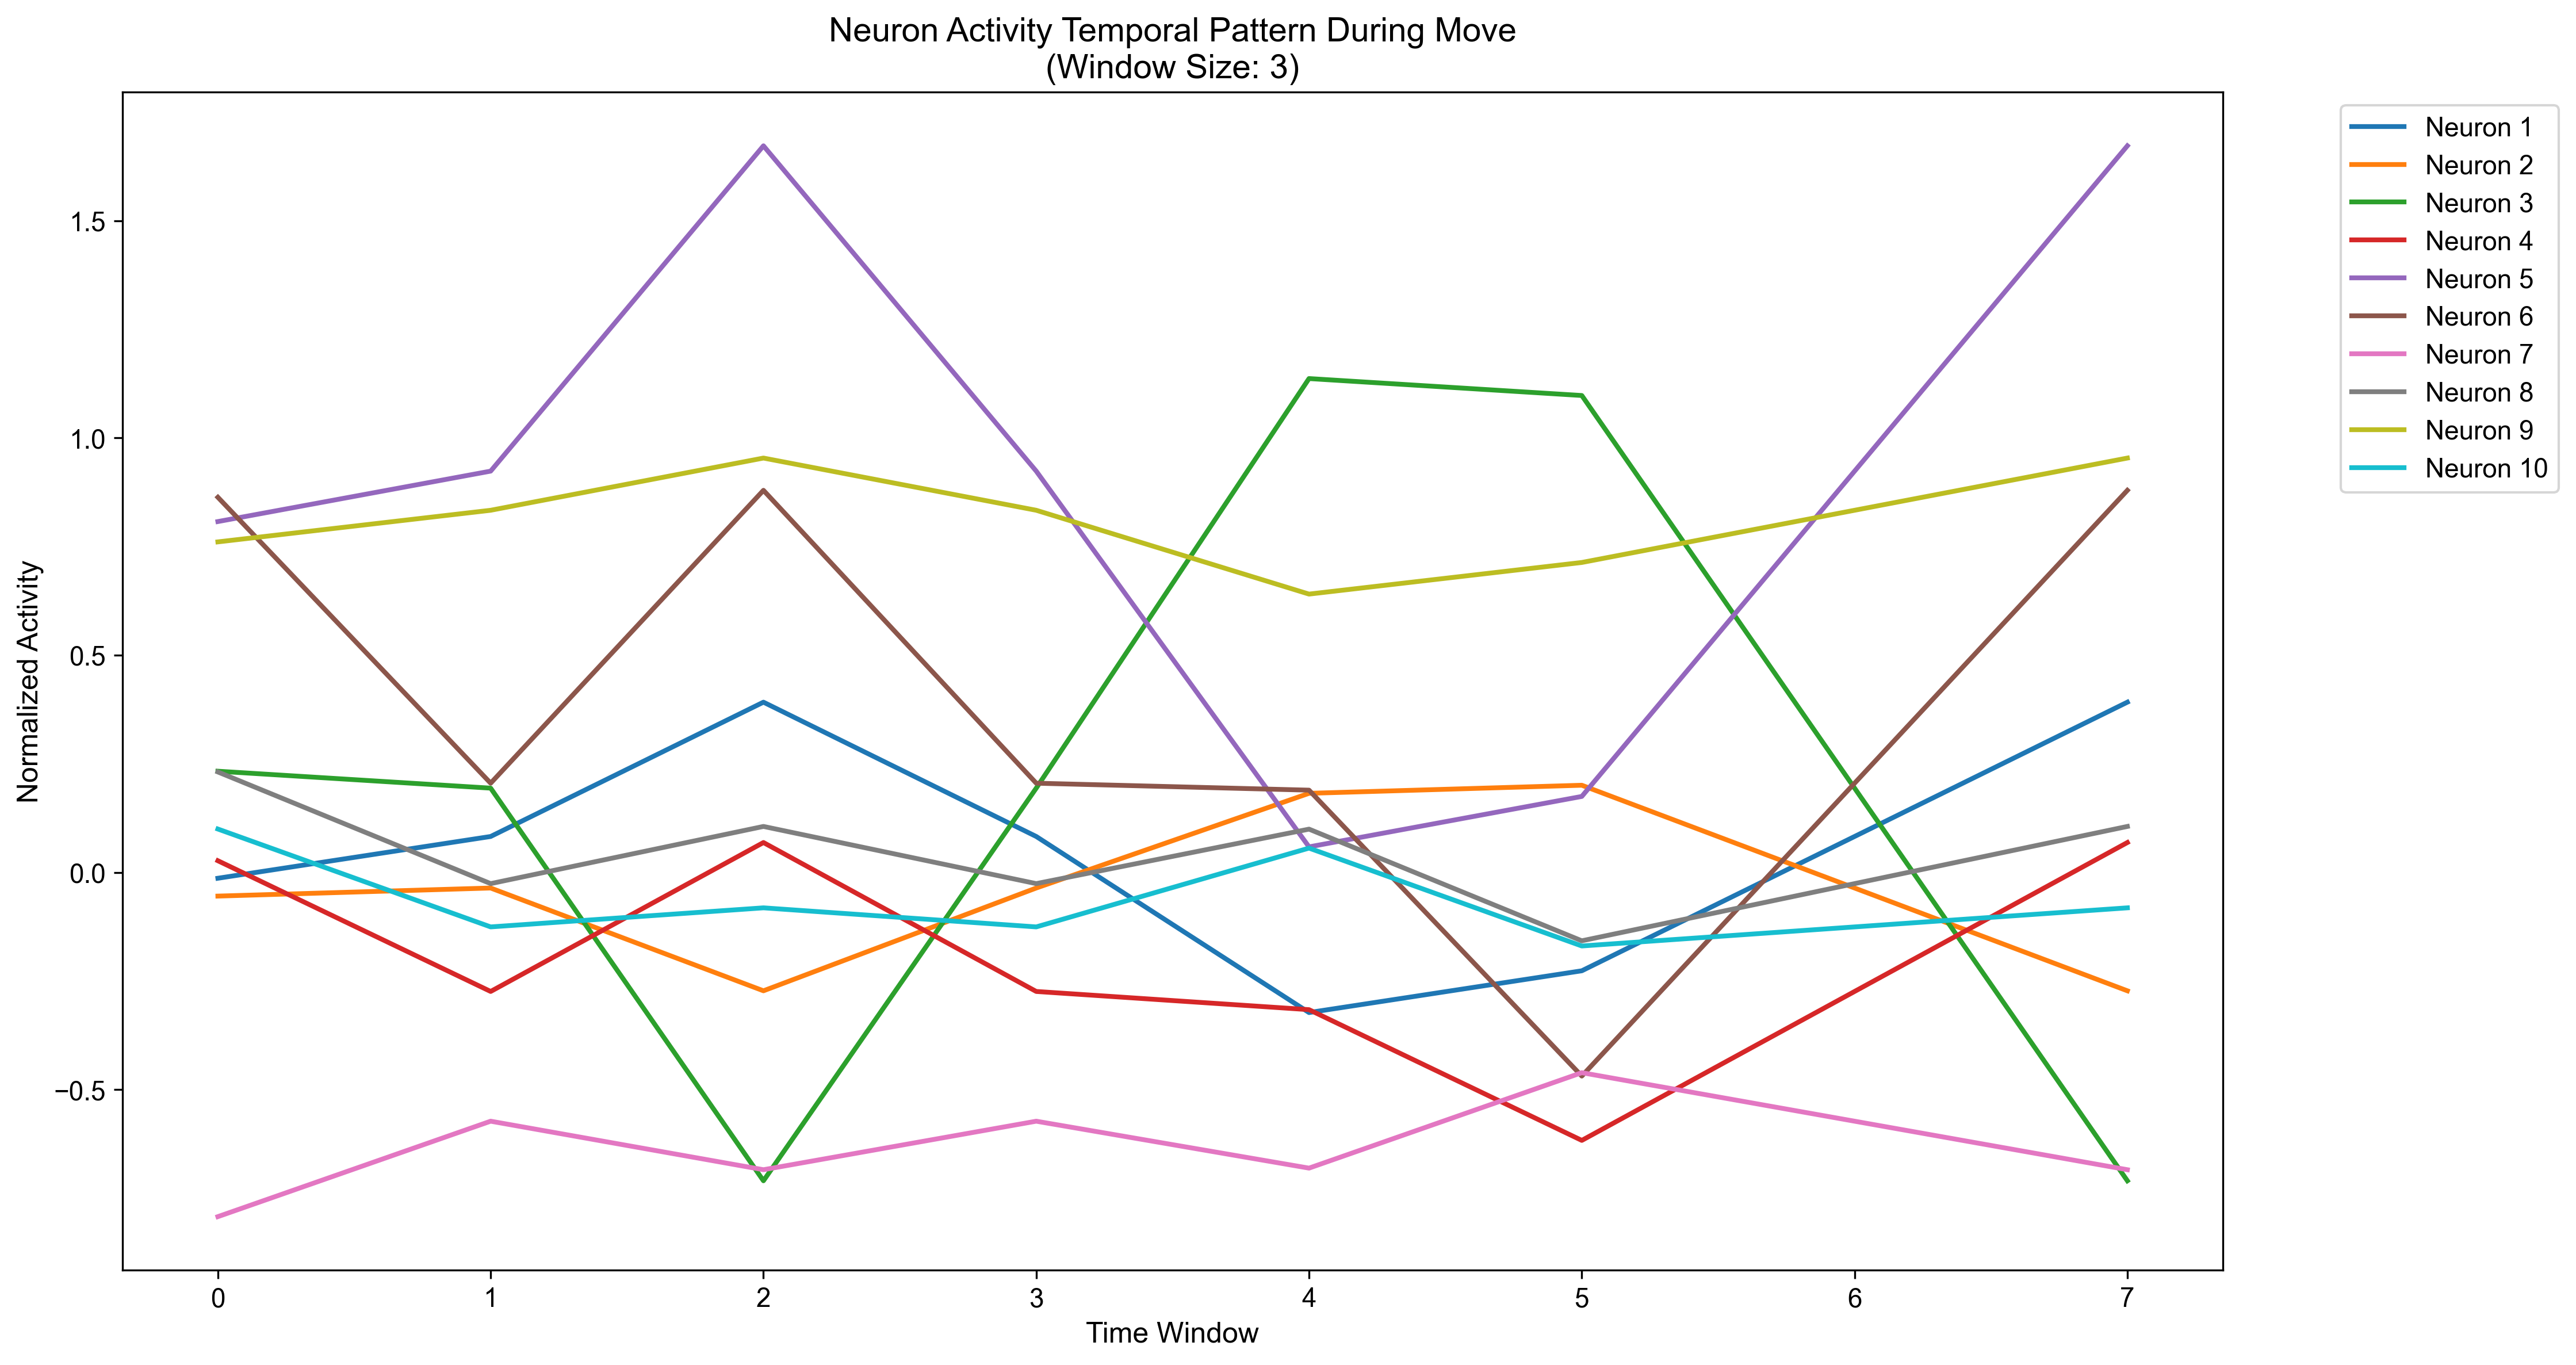 Neuron Activity Temporal Pattern During Move
(Window Size: 3)
Normalized Activity
1.5
1.0
0.5
0.0
−0.5
0 1 2 3 4 5 6 7
Time Window
Neuron 1
Neuron 2
Neuron 3
Neuron 4
Neuron 5
Neuron 6
Neuron 7
Neuron 8
Neuron 9
Neuron 10